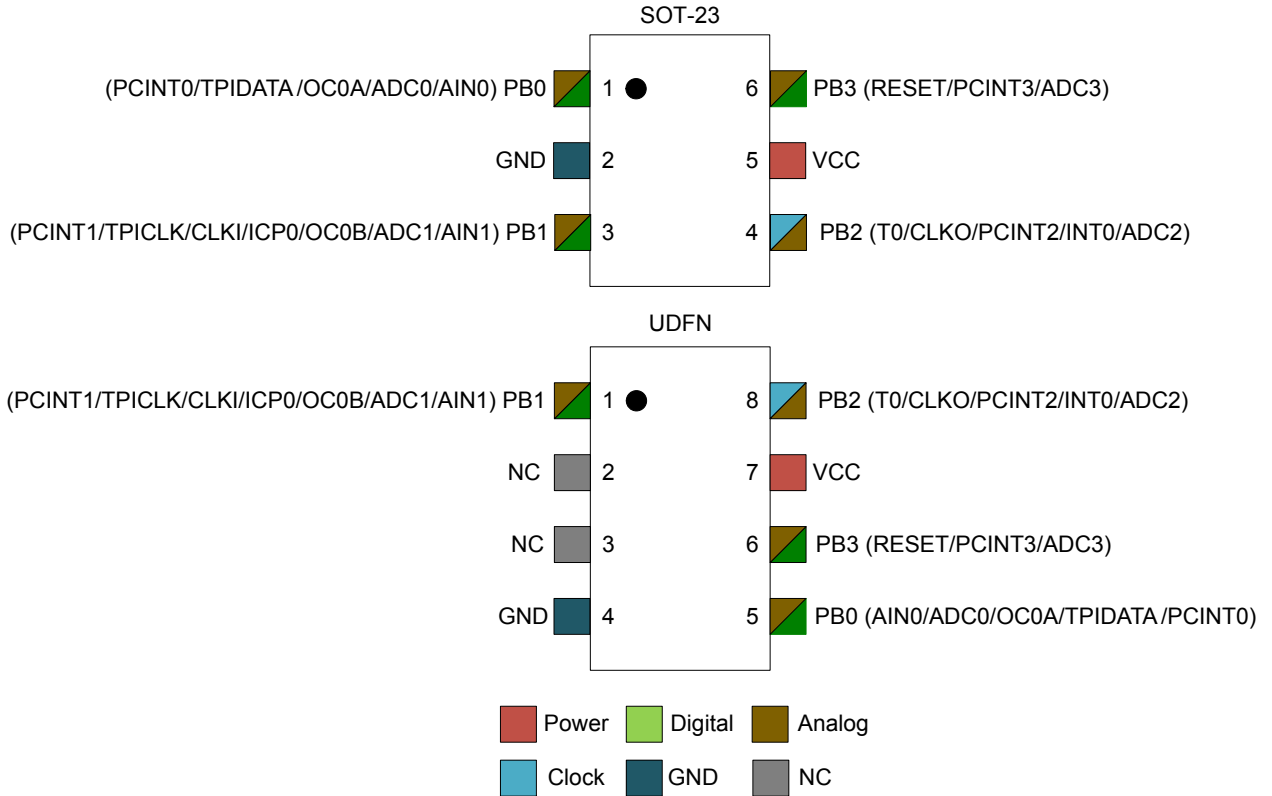 SOT-23
(PCINT0/TPIDATA/OC0A/ADC0/AIN0) PB0 1 6 PB3 (RESET/PCINT3/ADC3)
GND 2 5 VCC
(PCINT1/TPICLK/CLKI/ICP0/OC0B/ADC1/AIN1) PB1 3 4 PB2 (T0/CLKO/PCINT2/INT0/ADC2)
UDFN
(PCINT1/TPICLK/CLKI/ICP0/OC0B/ADC1/AIN1) PB1 1 8 PB2 (T0/CLKO/PCINT2/INT0/ADC2)
NC 2 7 VCC
NC 3 6 PB3 (RESET/PCINT3/ADC3)
GND 4 5 PB0 (AIN0/ADC0/OC0A/TPIDATA/PCINT0)
Power Digital Analog
Clock GND NC